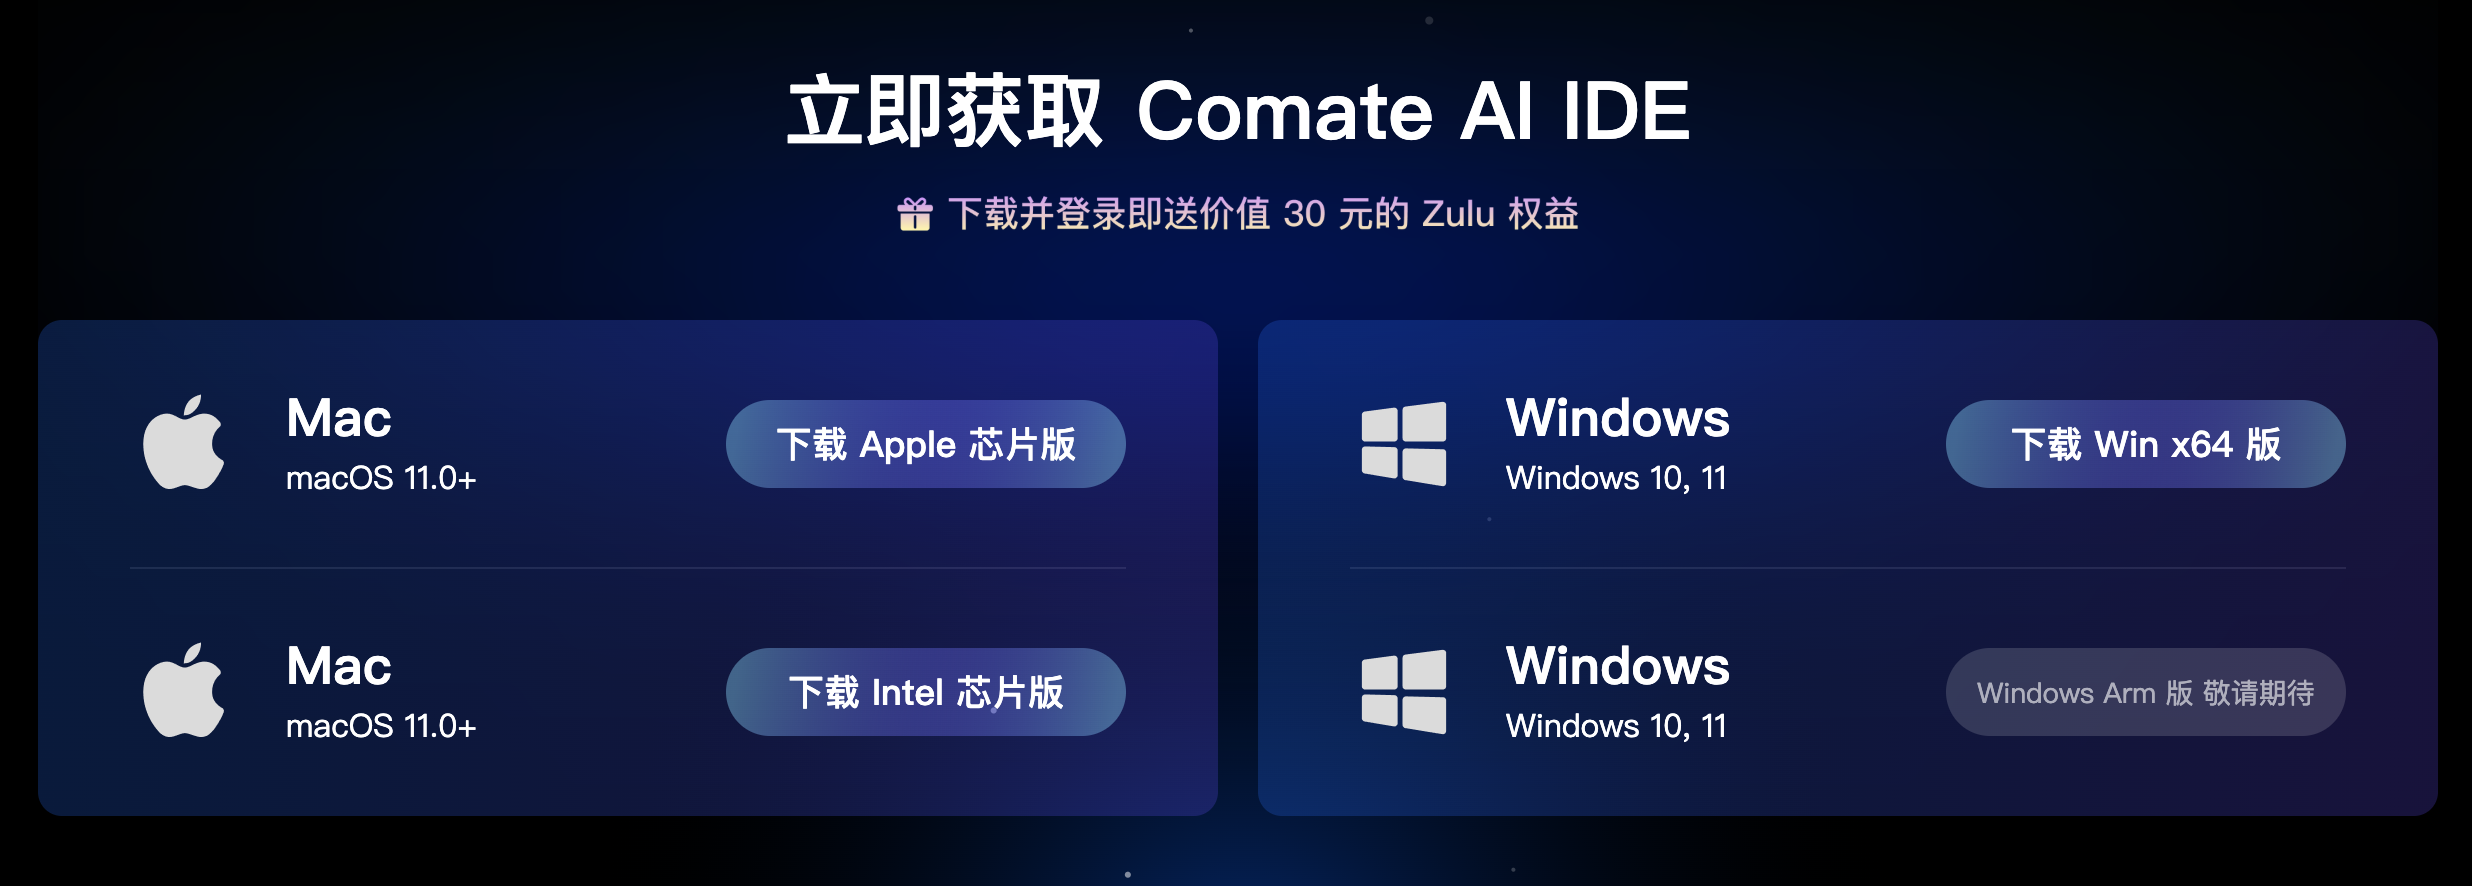 立即获取 Comate AI IDE
下载并登录即送价值 30 元的 Zulu 权益
Mac
macOS 11.0+
下载 Apple 芯片版
Mac
macOS 11.0+
下载 Intel 芯片版
Windows
Windows 10, 11
下载 Win x64 版
Windows
Windows 10, 11
Windows Arm 版 敬请期待